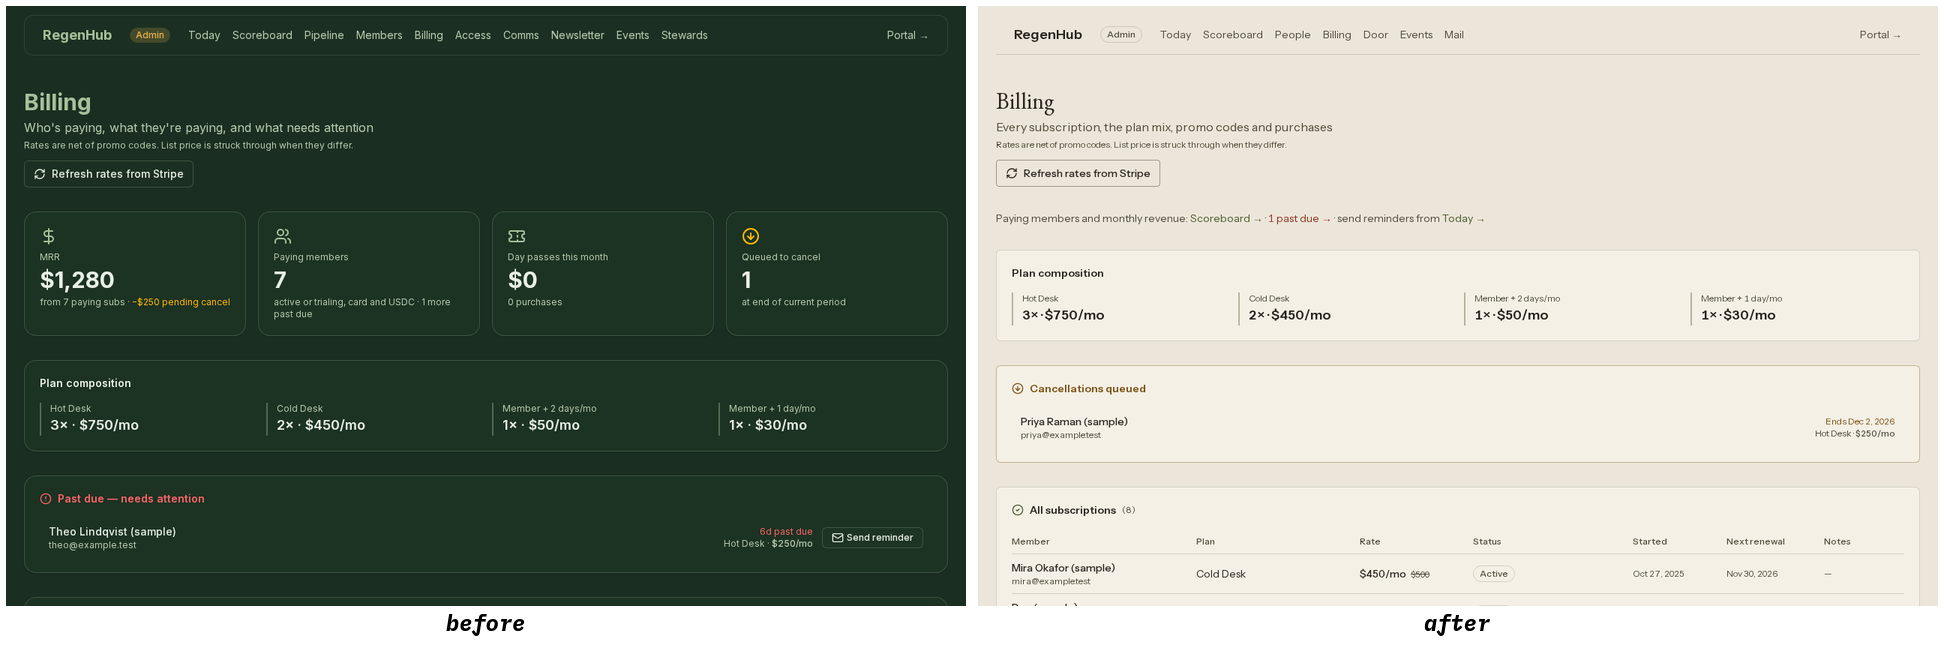 RegenHub Admin Today Scoreboard Pipeline Members Billing Access Comms Newsletter Events Stewards Portal →
Billing
Who's paying, what they're paying, and what needs attention
Rates are net of promo codes. List price is struck through when they differ.
Refresh rates from Stripe
MRR
$1,280
from 7 paying subs · −$250 pending cancel
Paying members
7
active or trialing, card and USDC · 1 more
past due
Day passes this month
$0
0 purchases
Queued to cancel
1
at end of current period
Plan composition
Hot Desk
3× · $750/mo
Cold Desk
2× · $450/mo
Member + 2 days/mo
1× · $50/mo
Member + 1 day/mo
1× · $30/mo
Past due — needs attention
Theo Lindqvist (sample)
theo@example.test
6d past due
Hot Desk · $250/mo
Send reminder
before
RegenHub Admin Today Scoreboard People Billing Door Events Mail Portal →
Billing
Every subscription, the plan mix, promo codes and purchases
Rates are net of promo codes. List price is struck through when they differ.
Refresh rates from Stripe
Paying members and monthly revenue: Scoreboard → · 1 past due → · send reminders from Today →
Plan composition
Hot Desk
3× · $750/mo
Cold Desk
2× · $450/mo
Member + 2 days/mo
1× · $50/mo
Member + 1 day/mo
1× · $30/mo
Cancellations queued
Priya Raman (sample)
priya@example.test
Ends Dec 2, 2026
Hot Desk · $250/mo
All subscriptions (8)
Member Plan Rate Status Started Next renewal Notes
Mira Okafor (sample)
mira@example.test
Cold Desk
$450/mo $500
Active
Oct 27, 2025
Nov 30, 2026
—
after